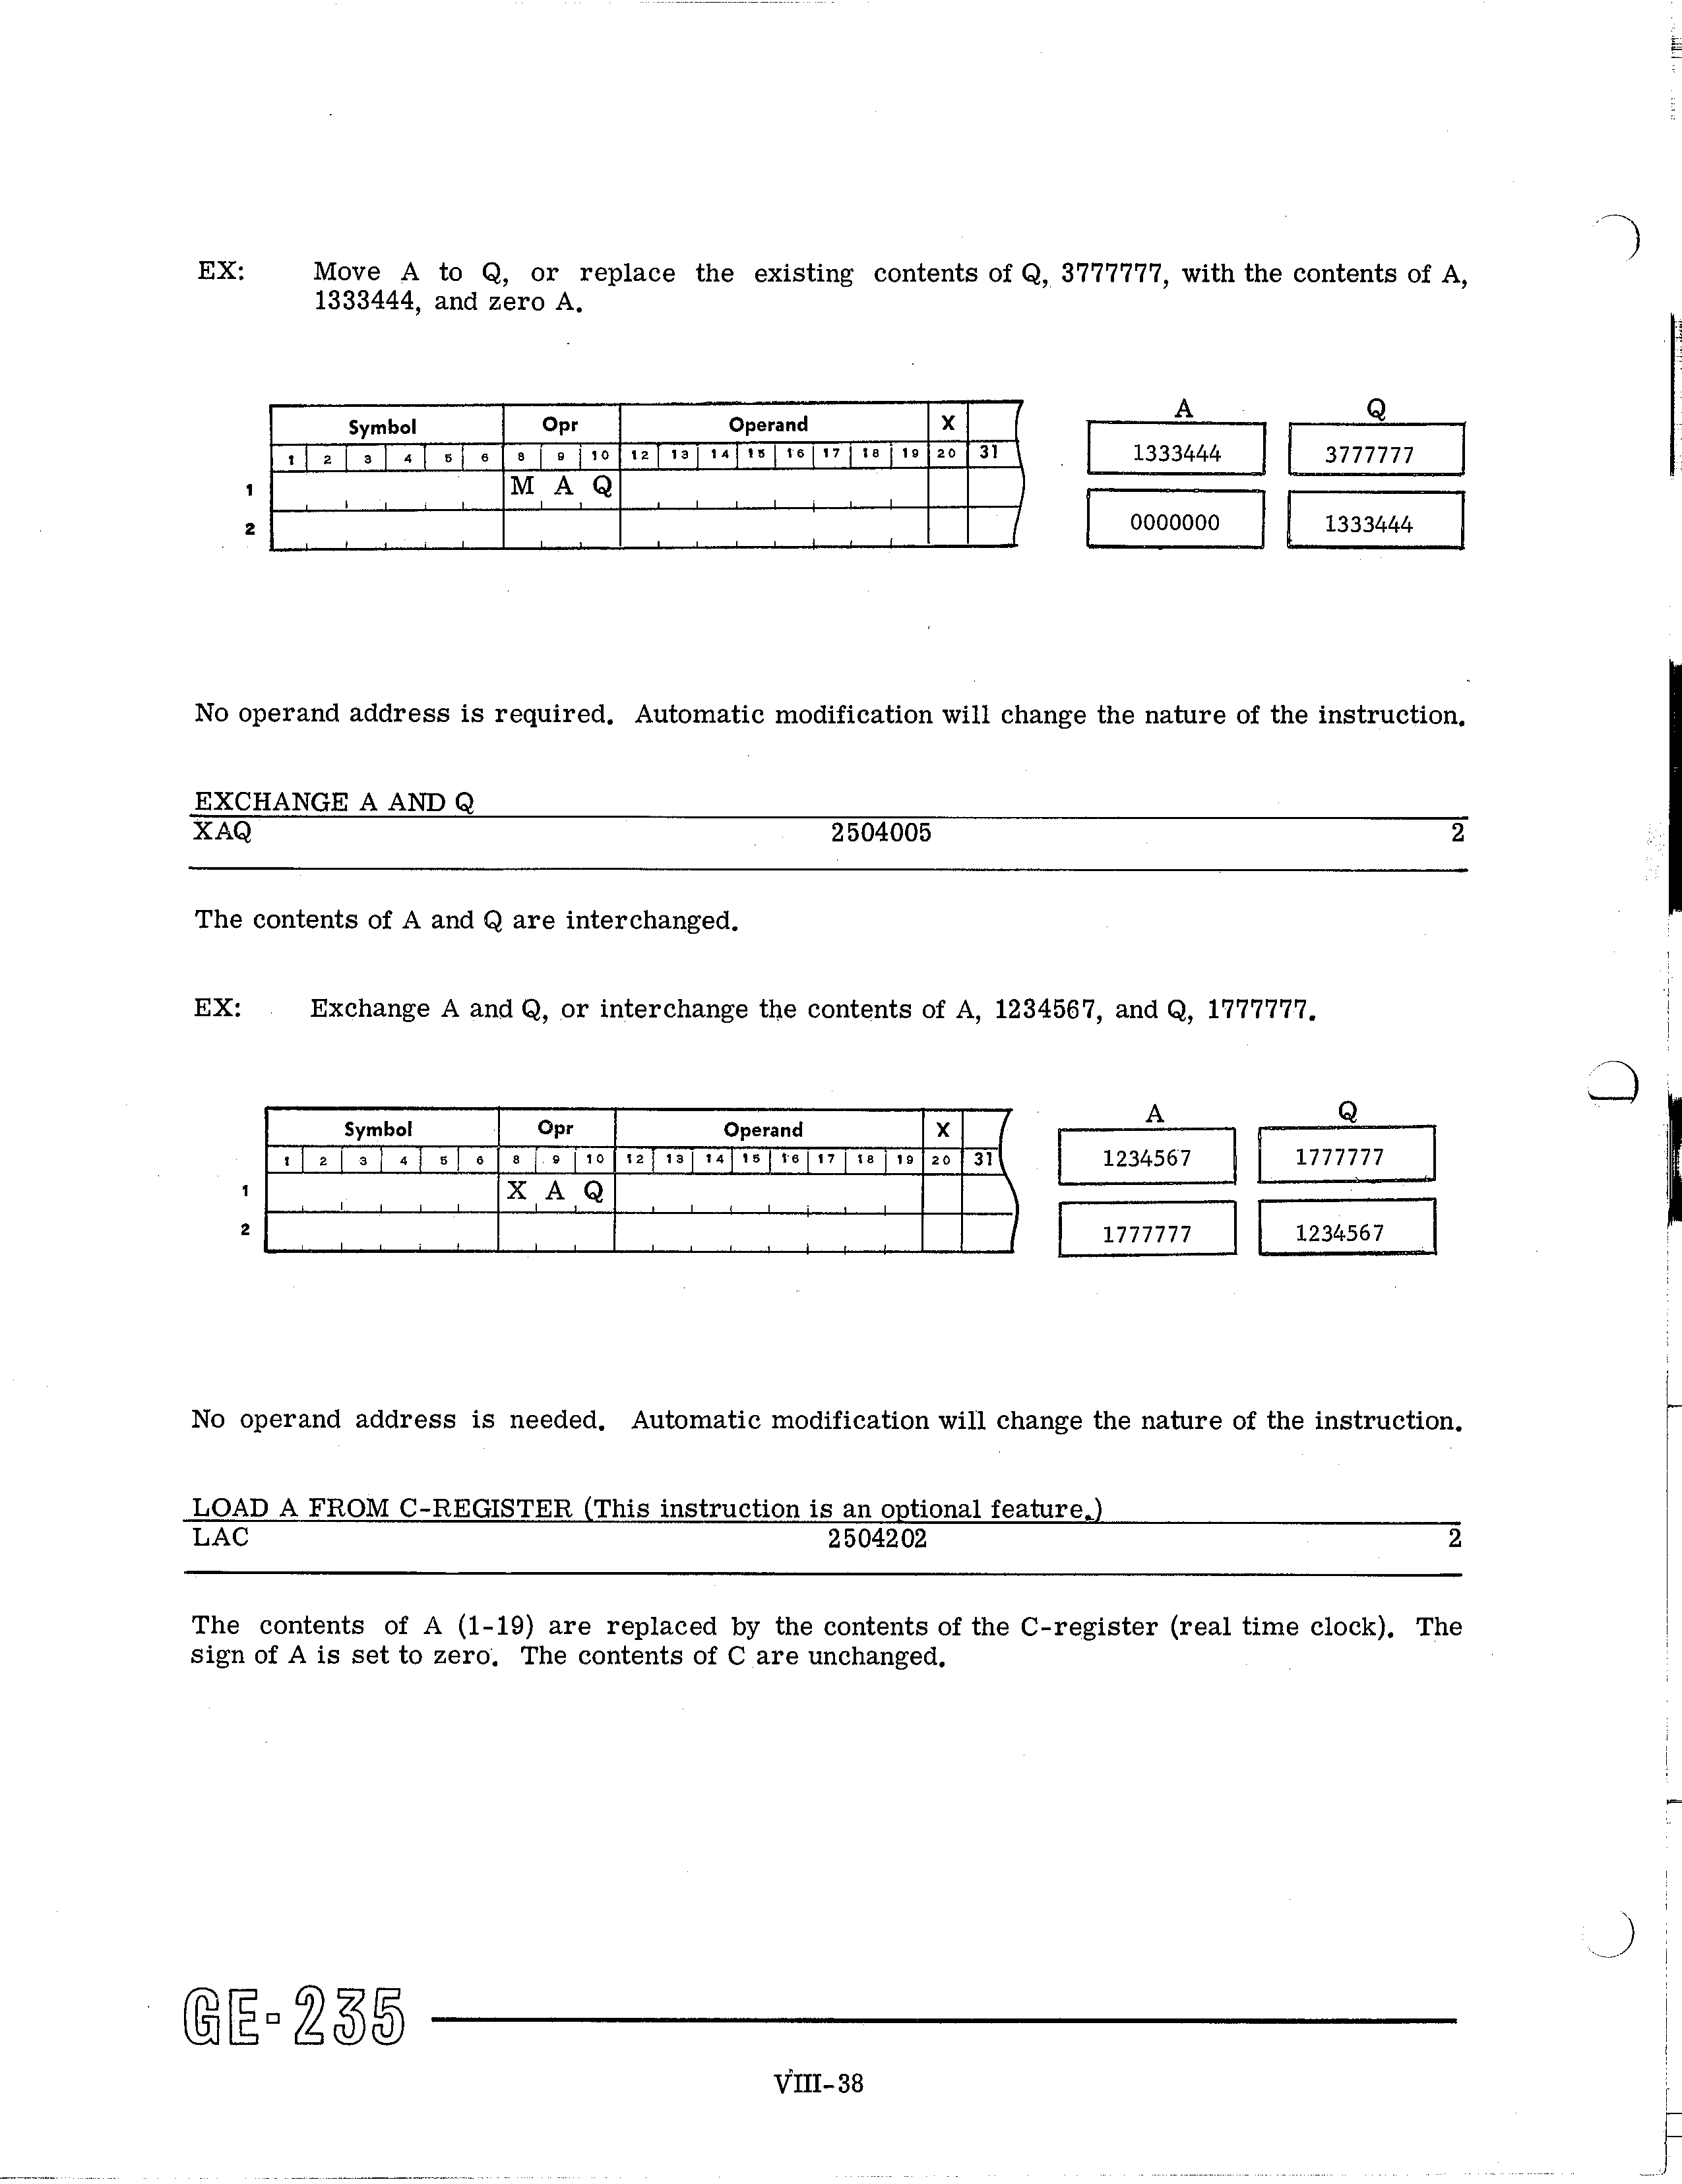 EX: Move A to Q, or replace the existing contents of Q, 3777777, with the contents of A,
1333444, and zero A.
A Q
Symbol Opr Operand X
1 2 3 4 5 6 8 9 10 12 13 14 15 16 17 18 19 20 31
1333444 3777777
1 M A Q
2
0000000 1333444
No operand address is required. Automatic modification will change the nature of the instruction.
EXCHANGE A AND Q
XAQ 2504005 2
The contents of A and Q are interchanged.
EX: Exchange A and Q, or interchange the contents of A, 1234567, and Q, 1777777.
A Q
Symbol Opr Operand X
1 2 3 4 5 6 8 9 10 12 13 14 15 16 17 18 19 20 31
1234567 1777777
1 X A Q
2
1777777 1234567
No operand address is needed. Automatic modification will change the nature of the instruction.
LOAD A FROM C-REGISTER (This instruction is an optional feature.)
LAC 2504202 2
The contents of A (1-19) are replaced by the contents of the C-register (real time clock). The
sign of A is set to zero. The contents of C are unchanged.
GE-235
VIII-38